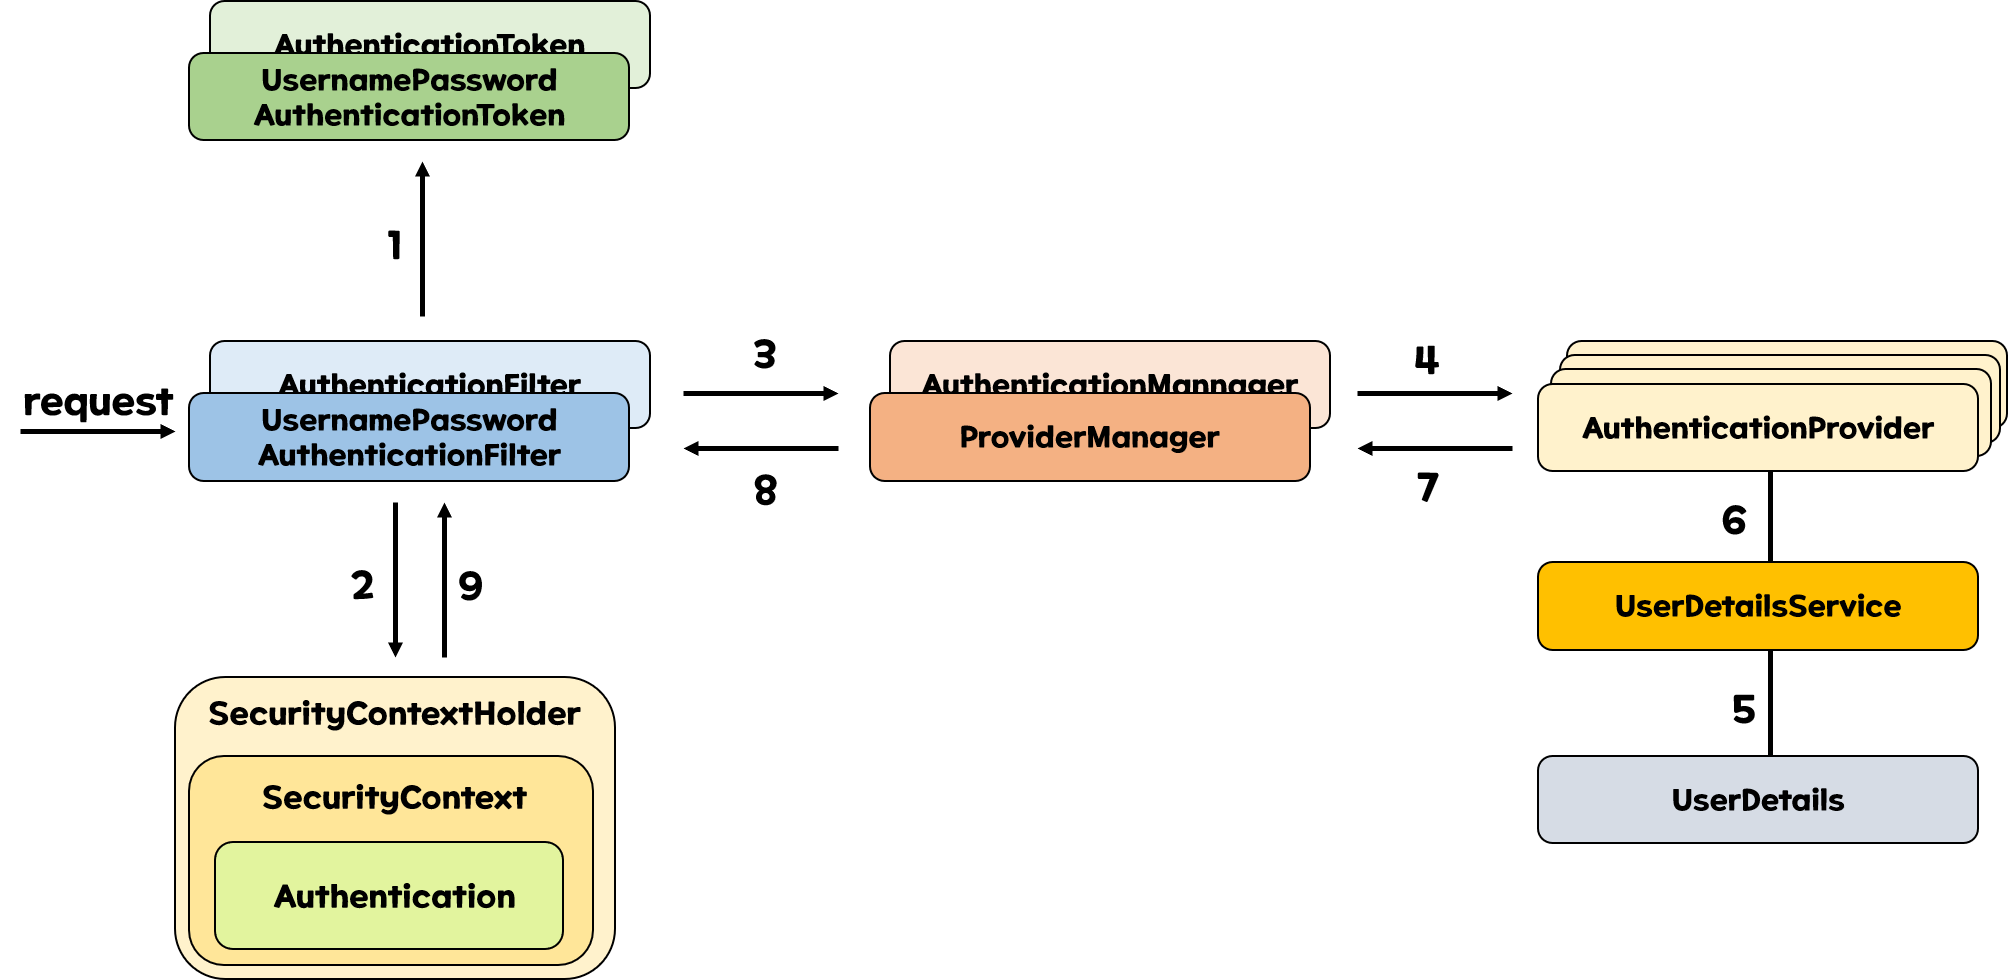 AuthenticationToken
UsernamePassword
AuthenticationToken
1
request
AuthenticationFilter
UsernamePassword
AuthenticationFilter
3
8
AuthenticationMannager
ProviderManager
4
7
AuthenticationProvider
6
UserDetailsService
5
UserDetails
2
9
SecurityContextHolder
SecurityContext
Authentication